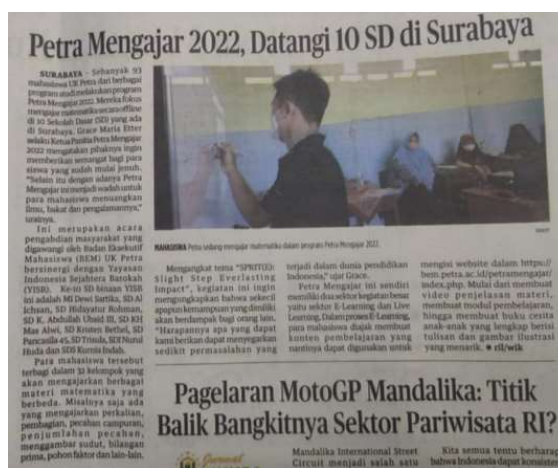 Petra Mengajar 2022, Datangi 10 SD di Surabaya
SURABAYA - Sebanyak 93
mahasiswa UK Petra dari berbagai
program studi melakukan program
Petra Mengajar 2022. Mereka fokus
mengajar matematika secara offline
di 10 Sekolah Dasar (SD) yang ada
di Surabaya. Grace Maria Etter
selaku Ketua Panitia Petra Mengajar
2022 mengatakan pihaknya ingin
memberikan semangat bagi para
siswa yang sudah mulai jenuh.
"Selain itu dengan adanya Petra
Mengajar ini menjadi wadah untuk
para mahasiswa menuangkan
ilmu, bakat dan pengalamannya,"
urainya.
Ini merupakan acara
pengabdian masyarakat yang
digawangi oleh Badan Eksekutif
Mahasiswa (BEM) UK Petra
bersinergi dengan Yayasan
Indonesia Sejahtera Barokah
(YISB). Ke-10 SD binaan YISB
ini adalah MI Dewi Sartika, SD Al
Ichsan, SD Hidayatur Rohman,
SD K. Abdullah Ubaid III, SD KH
Mas Alwi, SD Kristen Bethel, SD
Pancasila 45, SD Trisula, SDI Nurul
Huda dan SDS Kurnia Indah.
Para mahasiswa tersebut
terbagi dalam 32 kelompok yang
akan mengajarkan berbagai
materi matematika yang
berbeda. Misalnya saja ada
yang mengajarkan perkalian,
pembagian, pecahan campuran,
penjumlahan pecahan,
menggambar sudut, bilangan
prima, pohon faktor dan lain-lain.
MAHASISWA Petra sedang mengajar matematika dalam program Petra Mengajar 2022.
Mengangkat tema
Slight Step Everlasting
Impact", kegiatan ini ingin
mengungkapkan bahwa sekecil
apapun kemampuan yang dimiliki
akan berdampak bagi orang lain.
"Harapannya apa yang dapat
kami berikan dapat menyegarkan
sedikit permasalahan yang
terjadi dalam dunia pendidikan
Indonesia," ujar Grace.
Petra Mengajar ini sendiri
memiliki dua sektor kegiatan besar
yaitu sektor E-Learning dan Live
Learning. Dalam proses E-Learning,
para mahasiswa diajak membuat
kunten pembelajaran yang
nantinya dapat digunakan untuk
mengisi website dalam https://
bem.petra.ac.id/petramengajar/
index.php. Mulai dari membuat
video penjelasan materi,
membuat modul pembelajaran,
hingga membuat buku cerita
anak-anak yang lengkap berisi
tulisan dan gambar ilustrasi
yang menarik. ● ril/wik
Pagelaran MotoGP Mandalika: Titik
Balik Bangkitnya Sektor Pariwisata RI?
Jurnal
Mandalika International Street
Circuit menjadi salah satu
Kita semua tentu berharap
bahwa Indonesia dapat konsisten